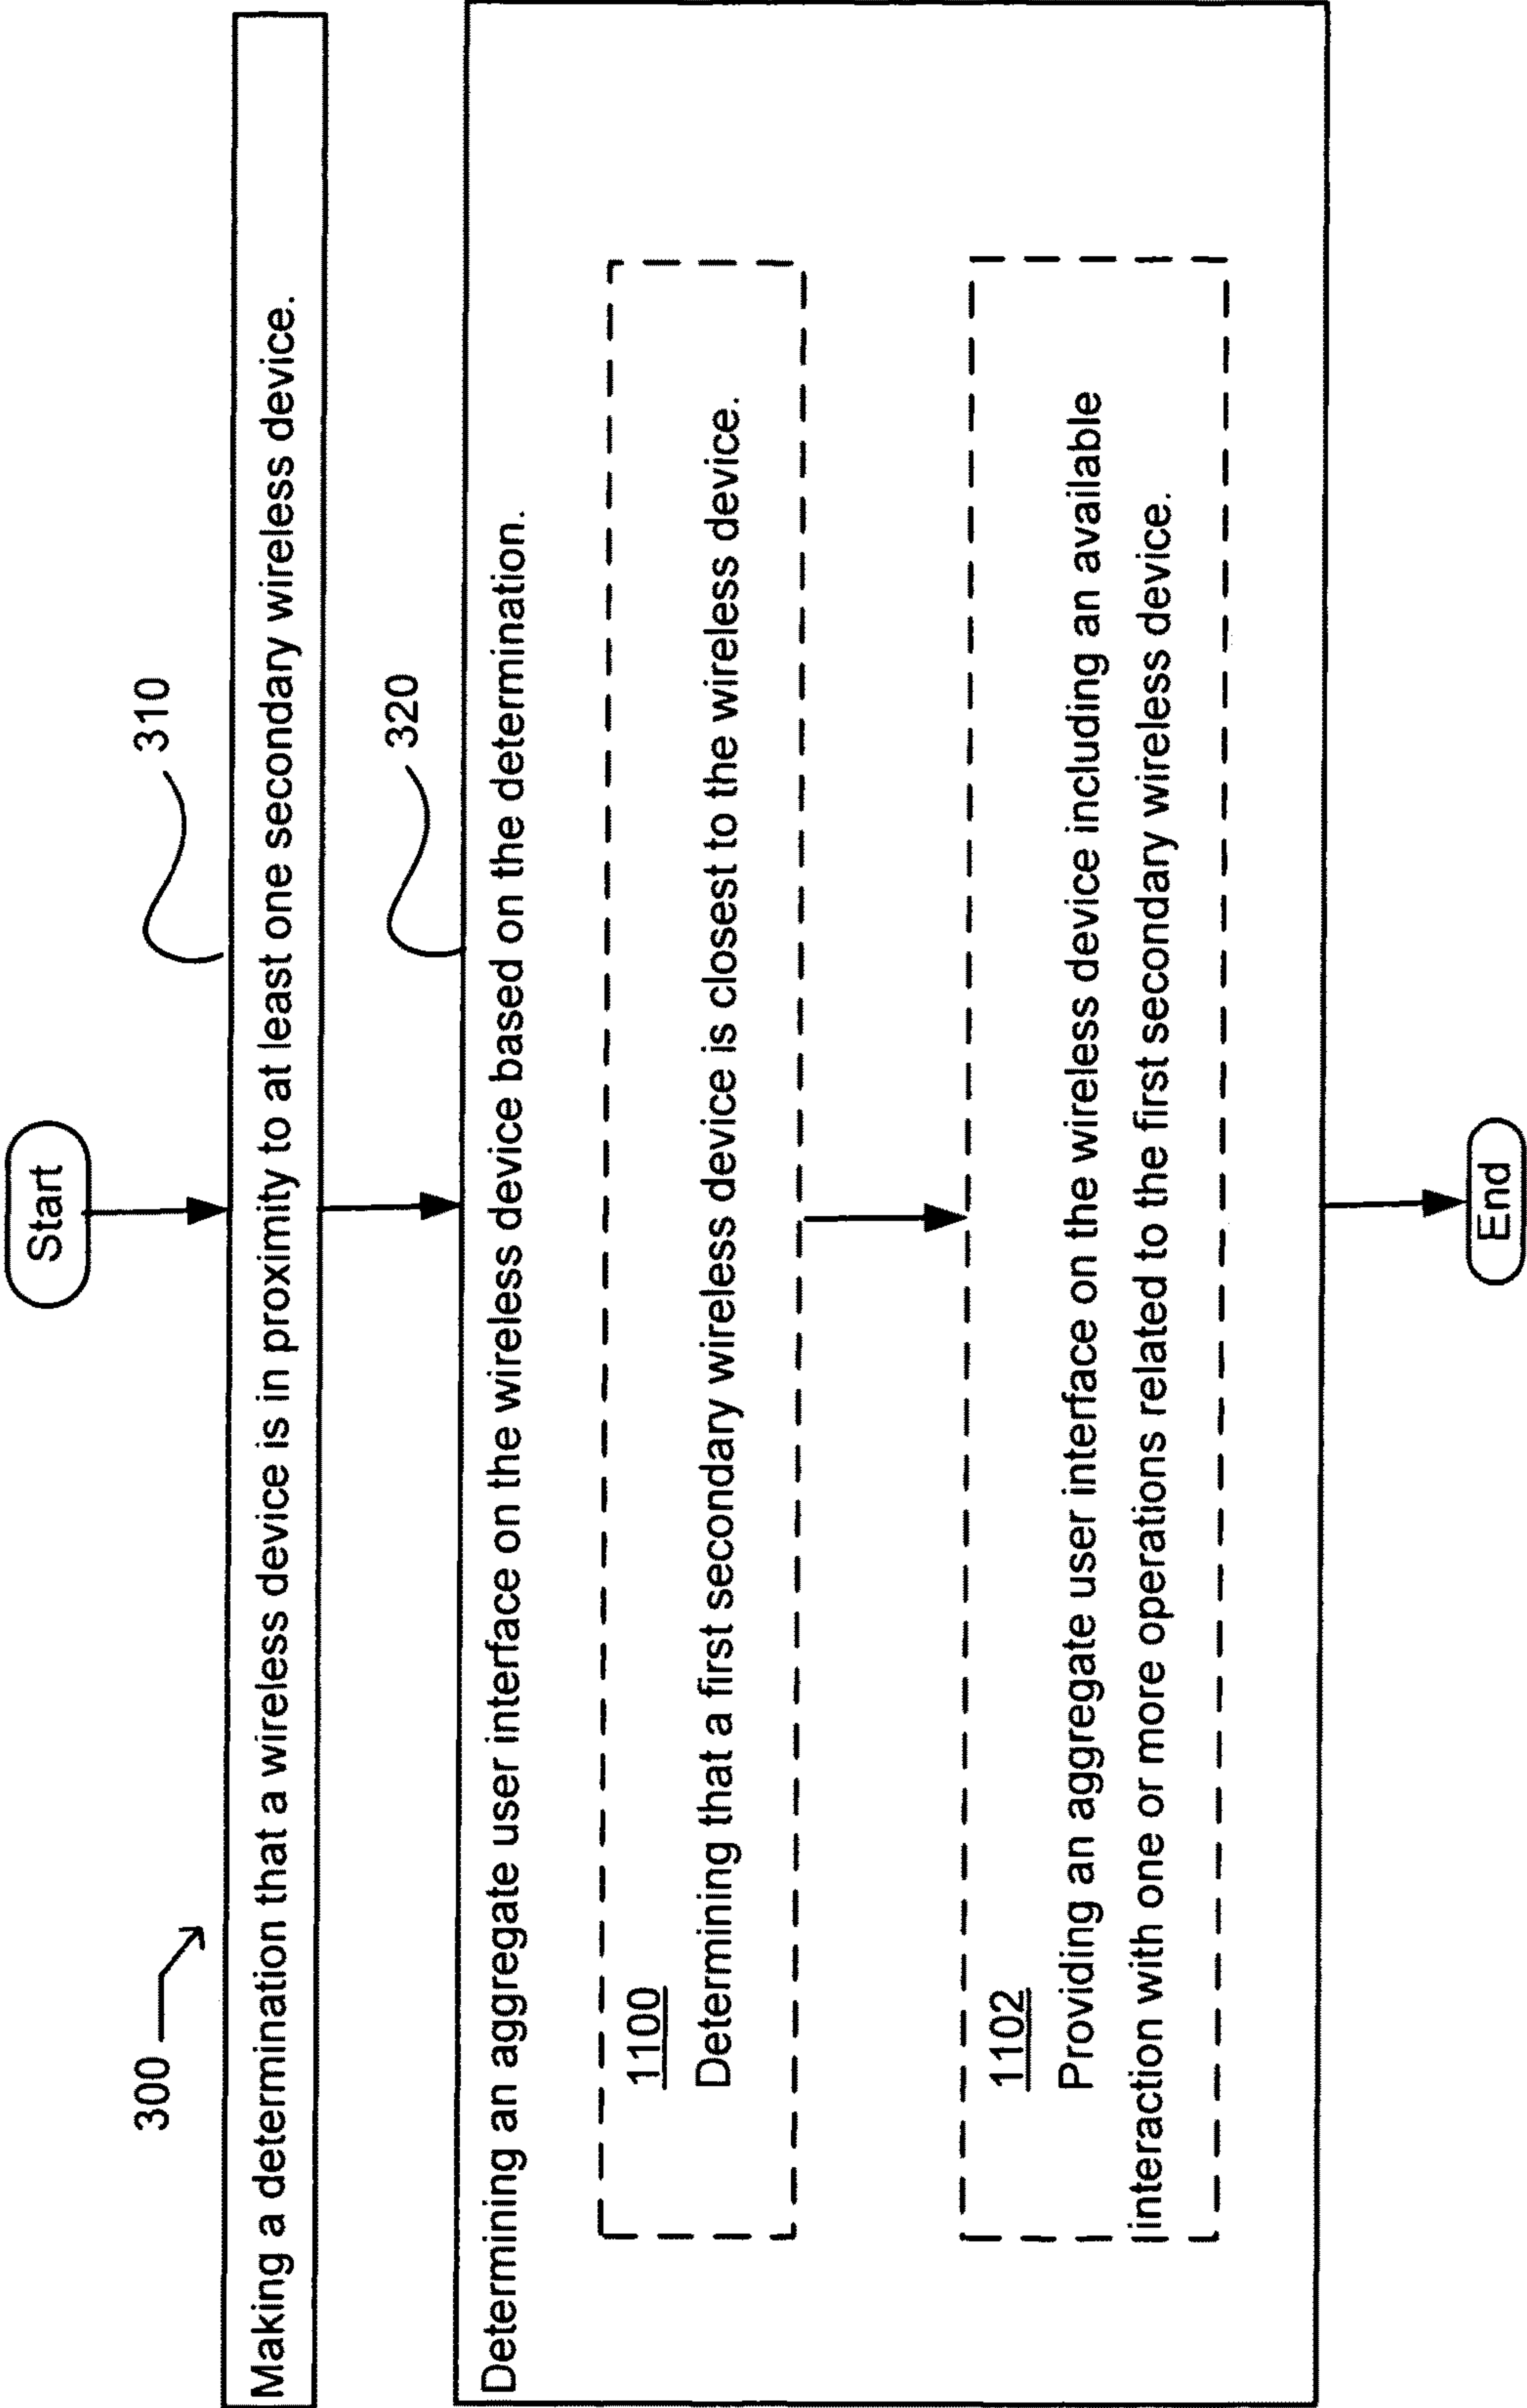 Start
300
310
Making a determination that a wireless device is in proximity to at least one secondary wireless device.
320
Determining an aggregate user interface on the wireless device based on the determination.
1100
Determining that a first secondary wireless device is closest to the wireless device.
1102
Providing an aggregate user interface on the wireless device including an available
interaction with one or more operations related to the first secondary wireless device.
End